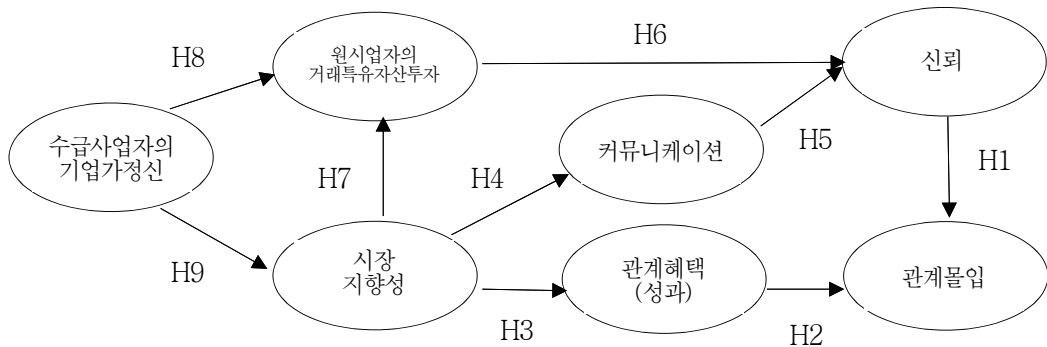 H8
원시업자의
거래특유자산투자
H6
신뢰
수급사업자의
기업가정신
H7
H4
커뮤니케이션
H5
H1
H9
시장
지향성
H3
관계혜택
(성과)
H2
관계몰입